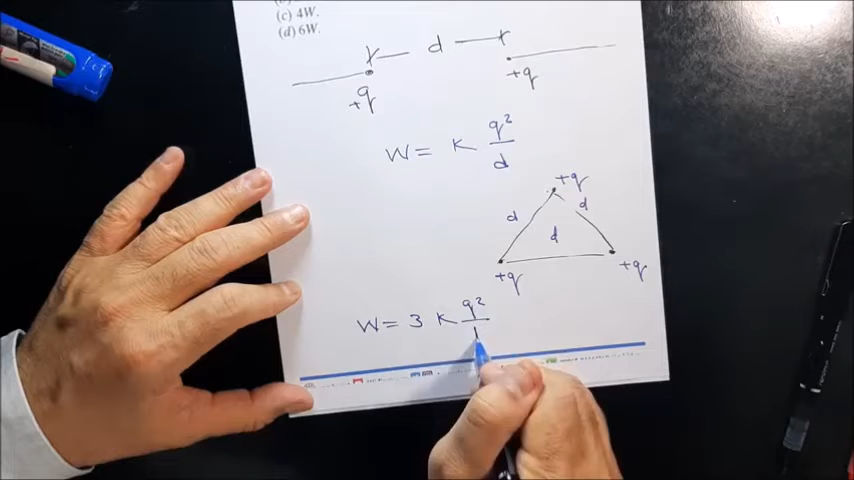 (c) 4W.
(d) 6W.
d
+q
+q
W = K q²/d
+q
d
d
d
+q
+q
W = 3 K q²/